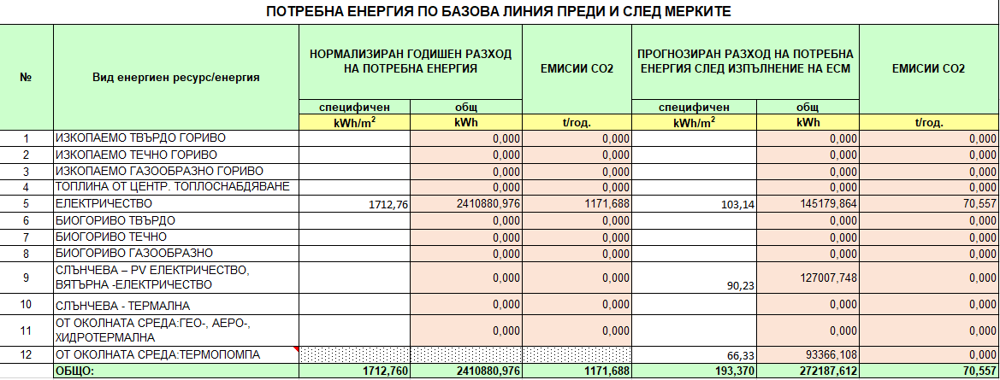 ПОТРЕБНА ЕНЕРГИЯ ПО БАЗОВА ЛИНИЯ ПРЕДИ И СЛЕД МЕРКИТЕ
№ Вид енергиен ресурс/енергия НОРМАЛИЗИРАН ГОДИШЕН РАЗХОД НА ПОТРЕБНА ЕНЕРГИЯ ЕМИСИИ CO2 ПРОГНОЗИРАН РАЗХОД НА ПОТРЕБНА ЕНЕРГИЯ СЛЕД ИЗПЪЛНЕНИЕ НА ЕСМ ЕМИСИИ CO2
специфичен общ специфичен общ
kWh/m² kWh t/год. kWh/m² kWh t/год.
1 ИЗКОПАЕМО ТВЪРДО ГОРИВО 0,000 0,000 0,000 0,000
2 ИЗКОПАЕМО ТЕЧНО ГОРИВО 0,000 0,000 0,000 0,000
3 ИЗКОПАЕМО ГАЗООБРАЗНО ГОРИВО 0,000 0,000 0,000 0,000
4 ТОПЛИНА ОТ ЦЕНТР. ТОПЛОСНАБДЯВАНЕ 0,000 0,000 0,000 0,000
5 ЕЛЕКТРИЧЕСТВО 1712,76 2410880,976 1171,688 103,14 145179,864 70,557
6 БИОГОРИВО ТВЪРДО 0,000 0,000 0,000 0,000
7 БИОГОРИВО ТЕЧНО 0,000 0,000 0,000 0,000
8 БИОГОРИВО ГАЗООБРАЗНО 0,000 0,000 0,000 0,000
9 СЛЪНЧЕВА – PV ЕЛЕКТРИЧЕСТВО, ВЯТЪРНА -ЕЛЕКТРИЧЕСТВО 0,000 0,000 90,23 127007,748 0,000
10 СЛЪНЧЕВА - ТЕРМАЛНА 0,000 0,000 0,000 0,000
11 ОТ ОКОЛНАТА СРЕДА:ГЕО-, АЕРО-, ХИДРОТЕРМАЛНА 0,000 0,000 0,000 0,000
12 ОТ ОКОЛНАТА СРЕДА:ТЕРМОПОМПА 66,33 93366,108 0,000
ОБЩО: 1712,760 2410880,976 1171,688 193,370 272187,612 70,557